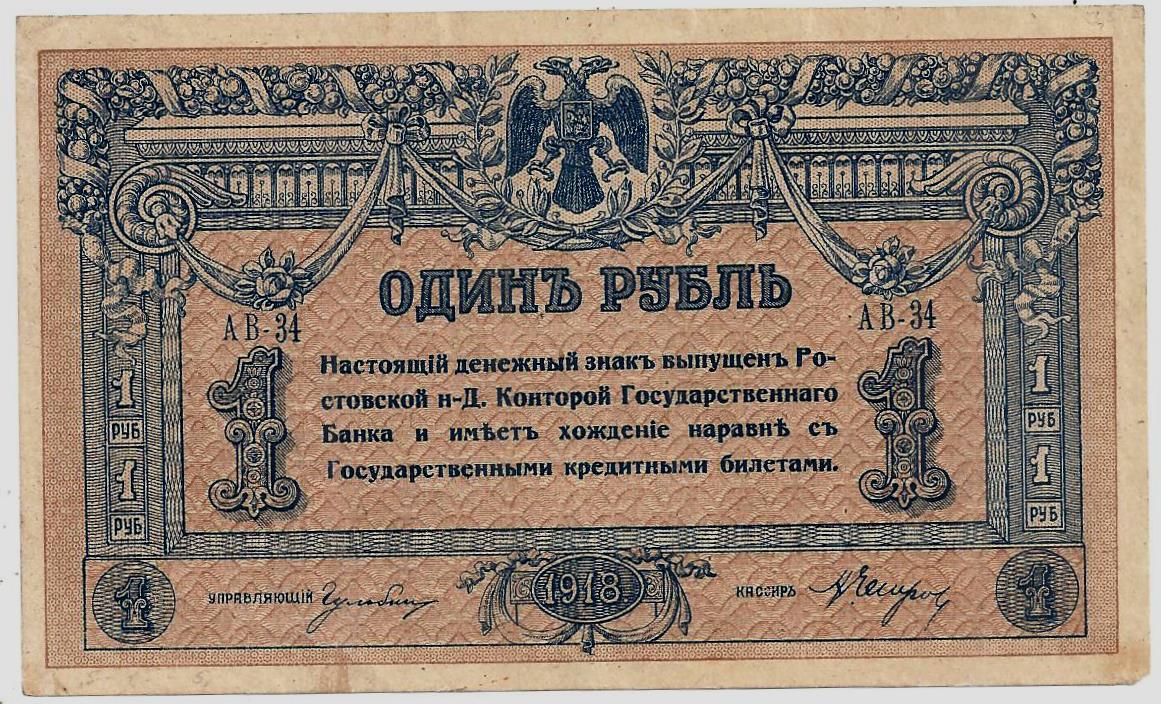 ОДИНЪ РУБЛЬ
АВ-34 АВ-34
1 1
Настоящій денежный знакъ выпущенъ Ро-
стовской н-Д. Конторой Государственнаго
Банка и имѣетъ хожденіе наравнѣ съ
Государственными кредитными билетами.
1 1
РУБ РУБ
1 1
РУБ РУБ
1 1918 1
УПРАВЛЯЮЩІЙ КАССИРЪ